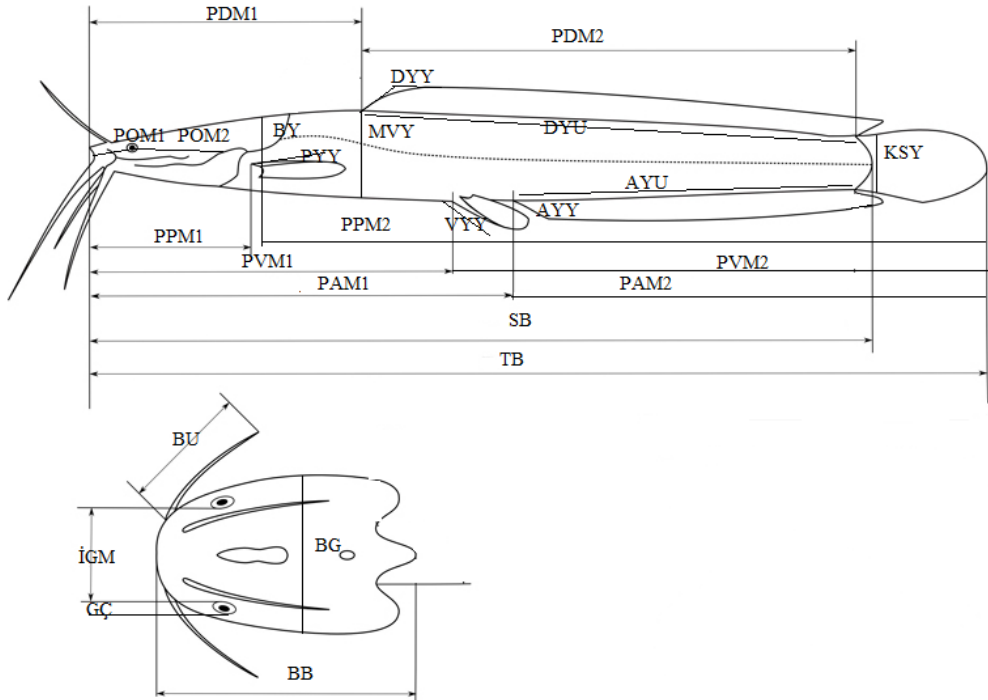 PDM1
PDM2
DYY
POM1 POM2 BY MVY DYU KSY
PYY
AYU
PPM1 PPM2 VYY AYY
PVM1 PVM2
PAM1 PAM2
SB
TB
BU
İGM BG
GÇ
BB